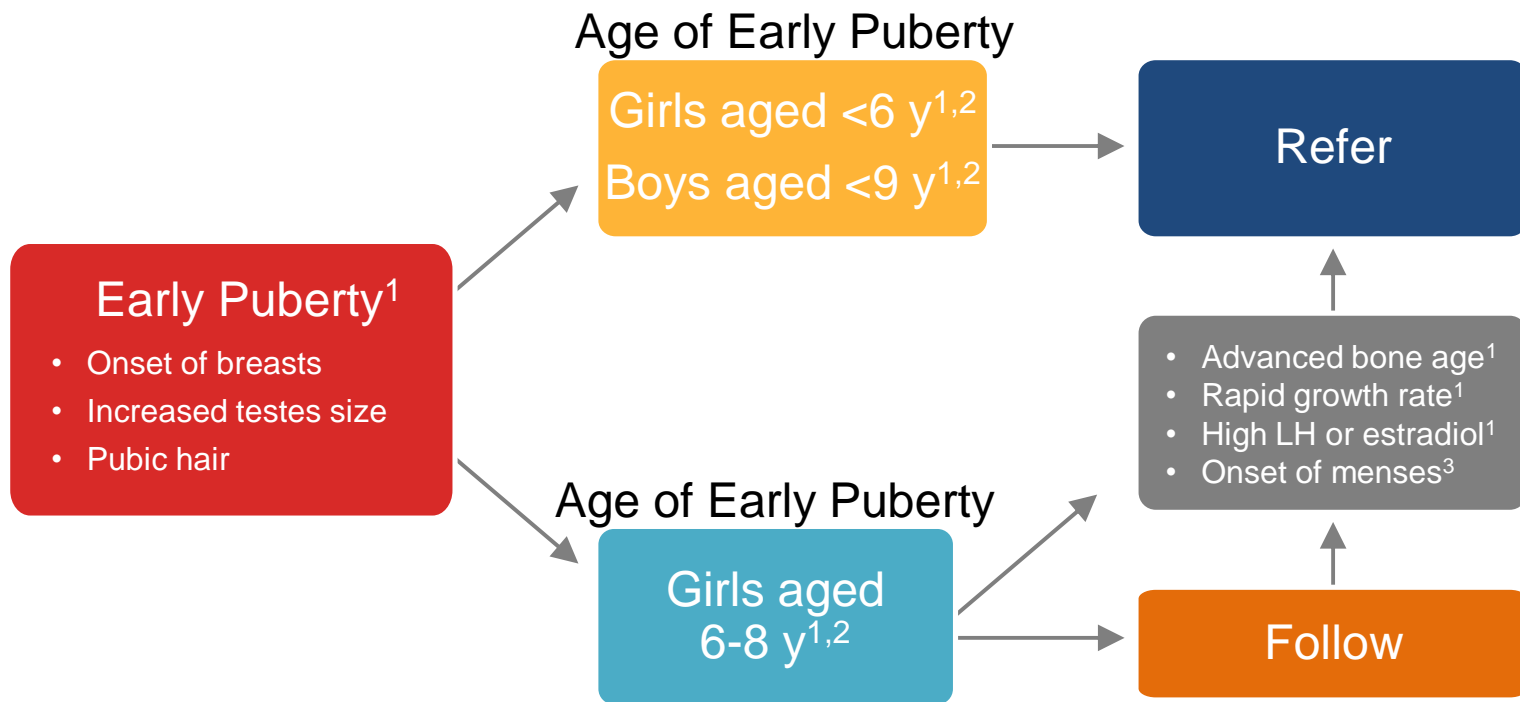 Age of Early Puberty
Girls aged <6 y1,2
Boys aged <9 y1,2
Refer
Early Puberty1
• Onset of breasts
• Increased testes size
• Pubic hair
• Advanced bone age1
• Rapid growth rate1
• High LH or estradiol1
• Onset of menses3
Age of Early Puberty
Girls aged
6-8 y1,2
Follow